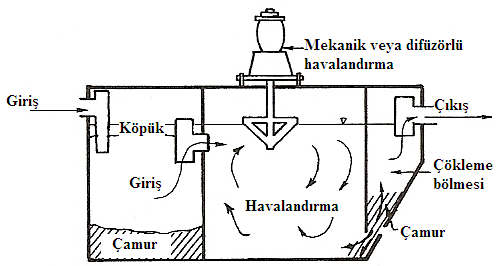 Mekanik veya difüzörlü
havalandırma
Giriş
Köpük
Çıkış
Giriş
Çökleme
bölmesi
Havalandırma
Çamur
Çamur